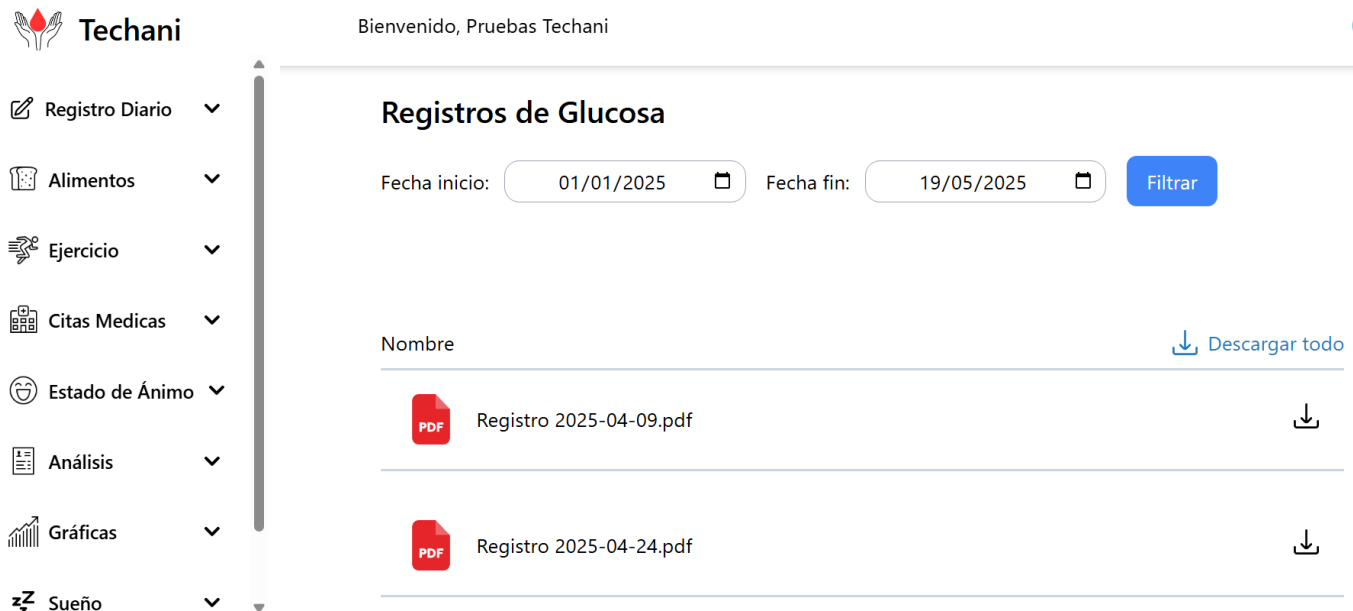 Techani
Bienvenido, Pruebas Techani
Registro Diario
Alimentos
Ejercicio
Citas Medicas
Estado de Ánimo
Análisis
Gráficas
Sueño
Registros de Glucosa
Fecha inicio: 01/01/2025 Fecha fin: 19/05/2025 Filtrar
Nombre Descargar todo
PDF Registro 2025-04-09.pdf
PDF Registro 2025-04-24.pdf